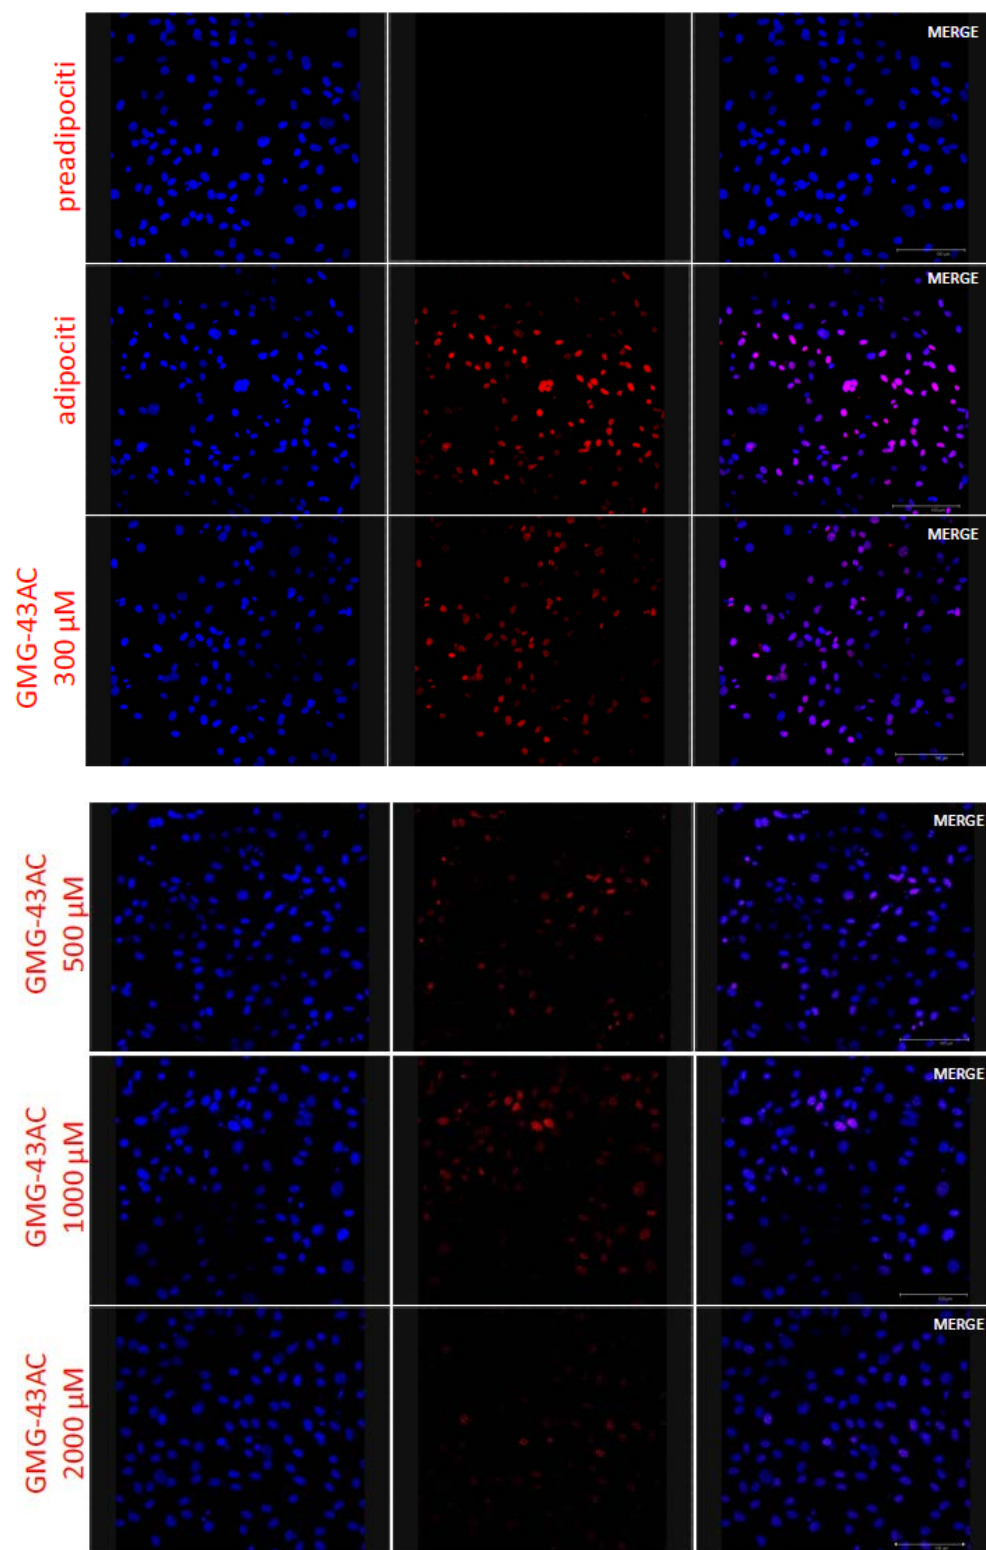 preadipociti
MERGE
adipociti
MERGE
GMG-43AC
300 µM
MERGE
GMG-43AC
500 µM
MERGE
GMG-43AC
1000 µM
MERGE
GMG-43AC
2000 µM
MERGE